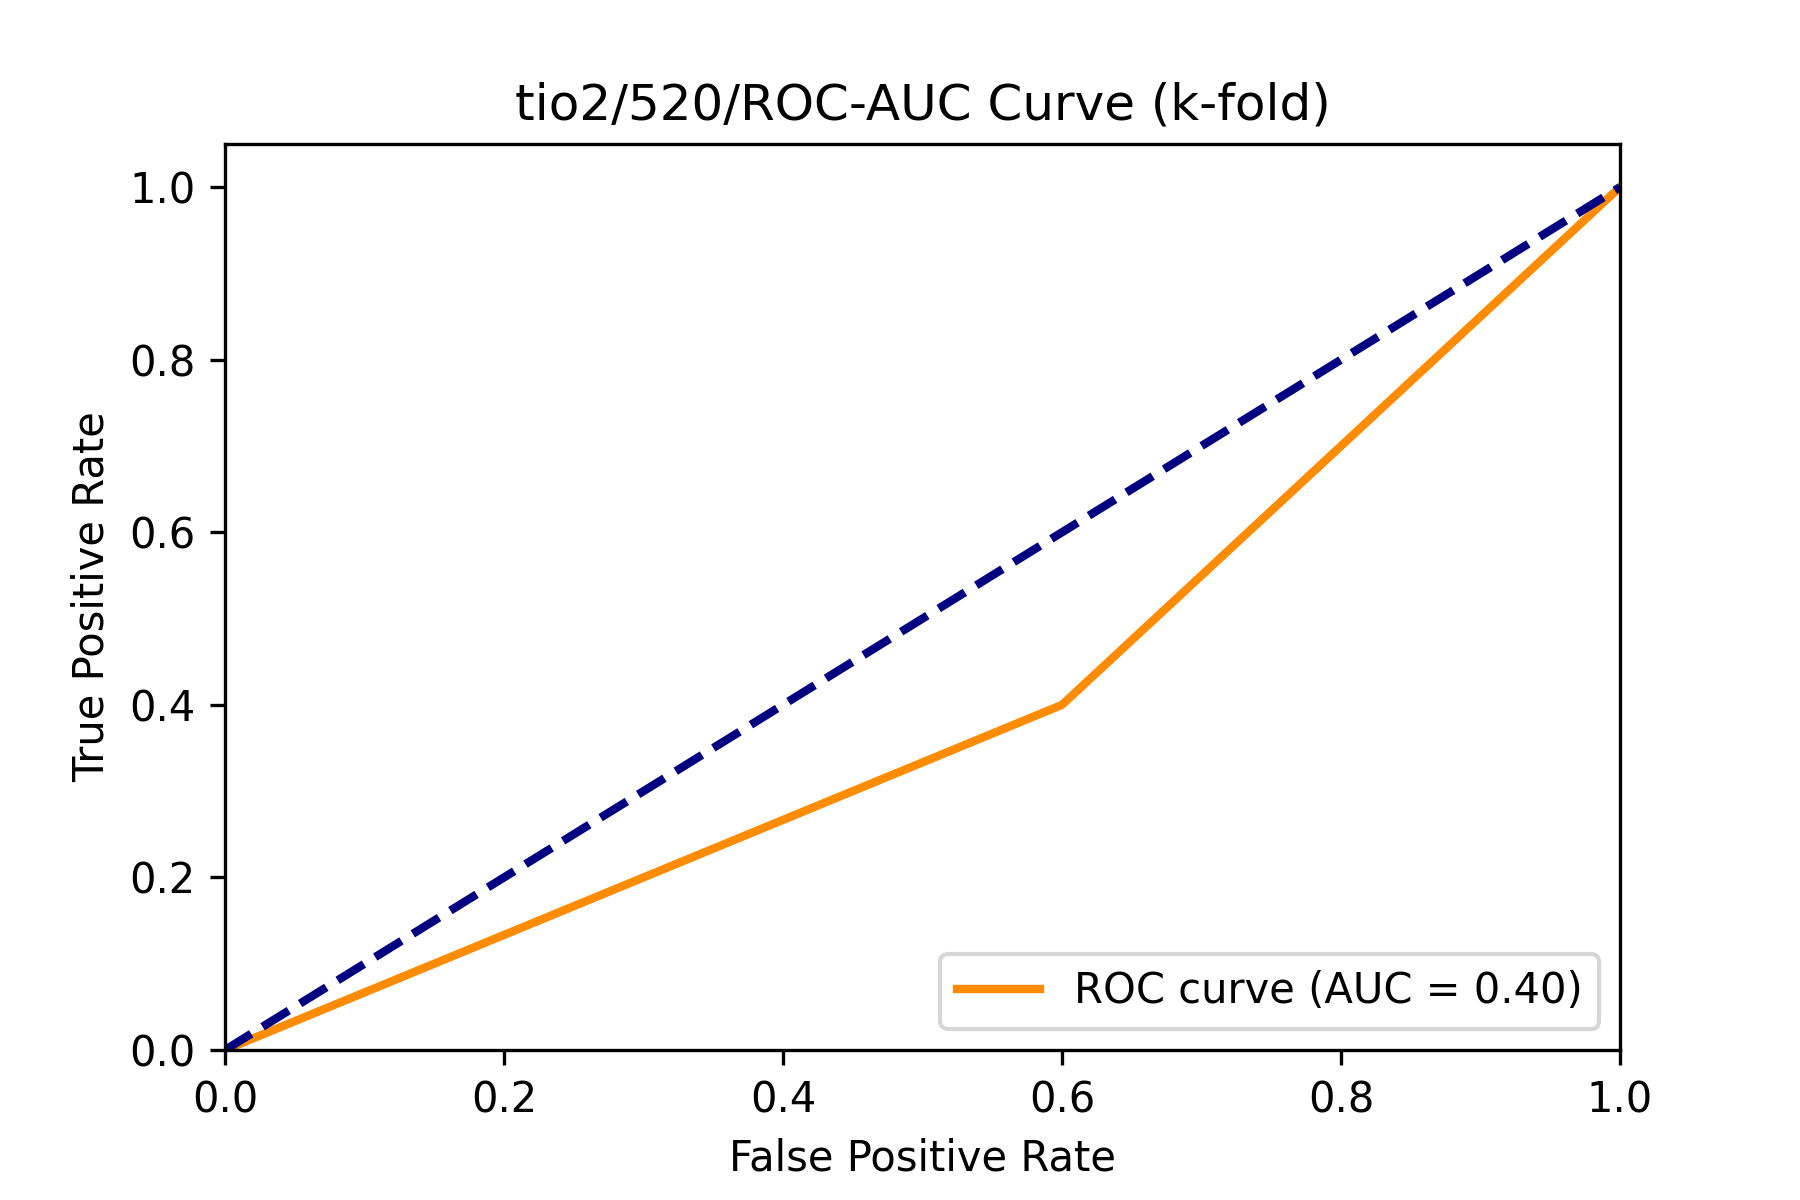 tio2/520/ROC-AUC Curve (k-fold)
1.0
0.8
0.6
0.4
0.2
0.0
True Positive Rate
ROC curve (AUC = 0.40)
0.0 0.2 0.4 0.6 0.8 1.0
False Positive Rate